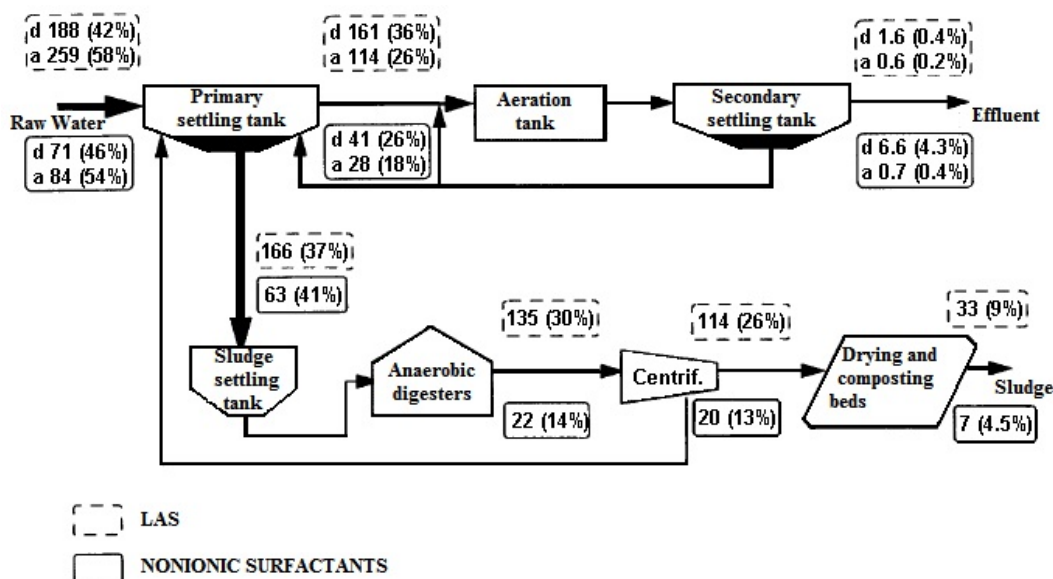 d 188 (42%)
a 259 (58%)
d 161 (36%)
a 114 (26%)
d 1.6 (0.4%)
a 0.6 (0.2%)
Raw Water
Primary
settling tank
Aeration
tank
Secondary
settling tank
Effluent
d 71 (46%)
a 84 (54%)
d 41 (26%)
a 28 (18%)
d 6.6 (4.3%)
a 0.7 (0.4%)
166 (37%)
63 (41%)
135 (30%)
114 (26%)
33 (9%)
Sludge
settling
tank
Anaerobic
digesters
Centrif.
Drying and
composting
beds
Sludge
22 (14%)
20 (13%)
7 (4.5%)
LAS
NONIONIC SURFACTANTS